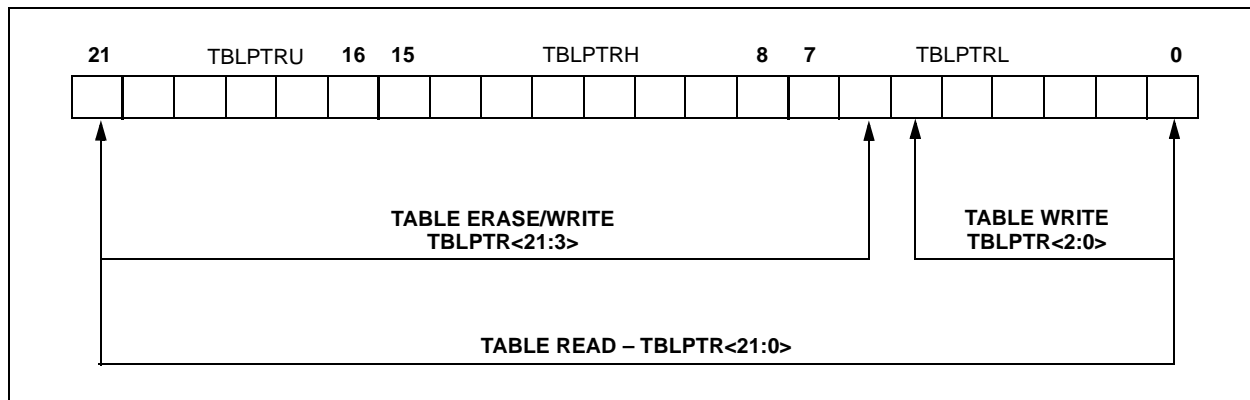 21 TBLPTRU 16 15 TBLPTRH 8 7 TBLPTRL 0
TABLE ERASE/WRITE
TBLPTR<21:3>
TABLE WRITE
TBLPTR<2:0>
TABLE READ – TBLPTR<21:0>